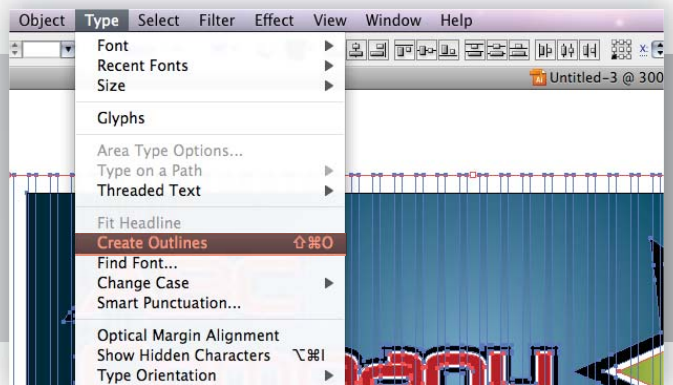 Object Type Select Filter Effect View Window Help
Font
Recent Fonts
Size
Untitled-3 @ 300
Glyphs
Area Type Options...
Type on a Path
Threaded Text
Fit Headline
Create Outlines ⇧⌘O
Find Font...
Change Case
Smart Punctuation...
Optical Margin Alignment
Show Hidden Characters ⌥⌘I
Type Orientation